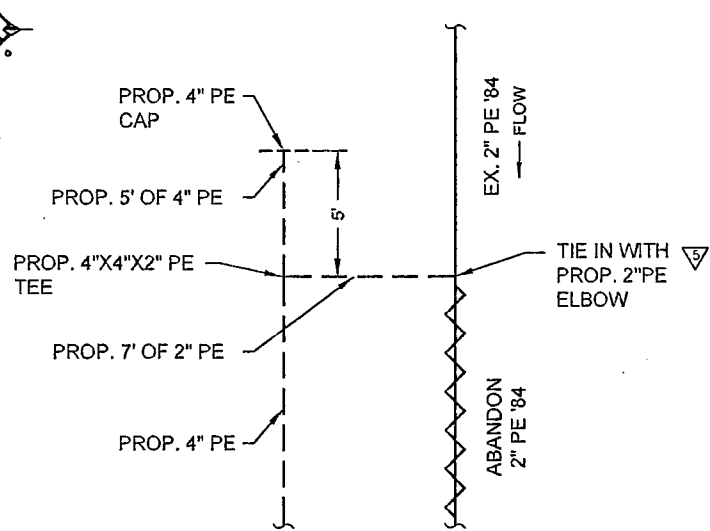 PROP. 4" PE
CAP
PROP. 5' OF 4" PE
PROP. 4"X4"X2" PE
TEE
PROP. 7' OF 2" PE
PROP. 4" PE
5'
EX. 2" PE '84
FLOW
TIE IN WITH 5
PROP. 2"PE
ELBOW
ABANDON
2" PE '84